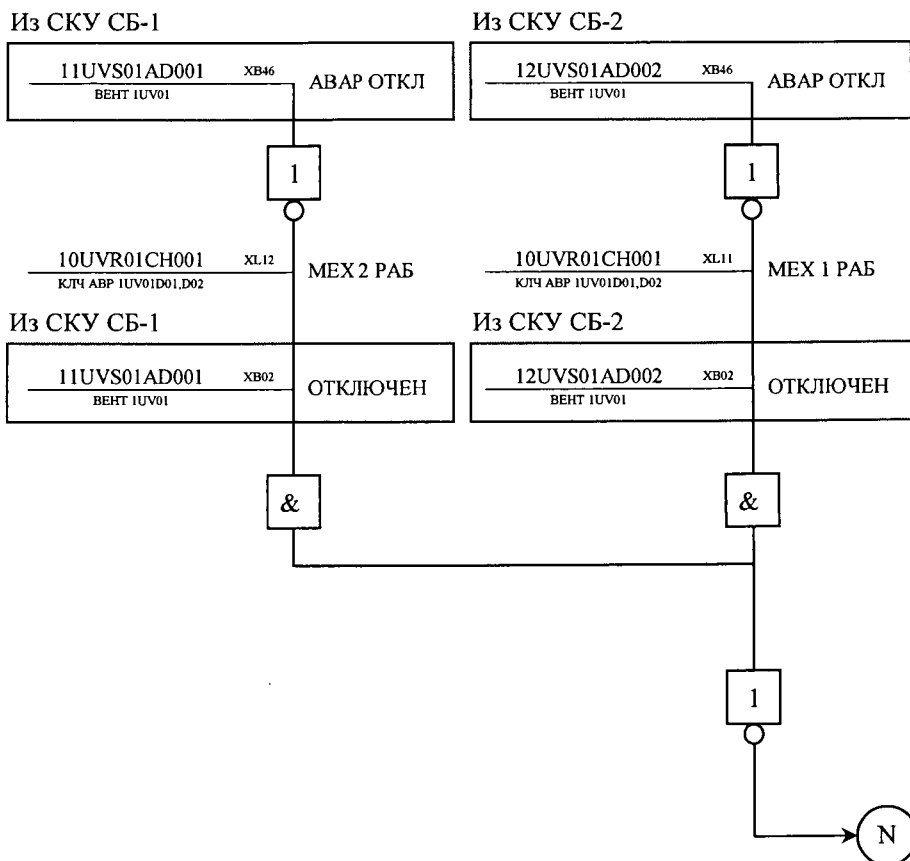 Из СКУ СБ-1
Из СКУ СБ-2
11UVS01AD001 XB46 АВАР ОТКЛ
ВЕНТ 1UV01
12UVS01AD002 XB46 АВАР ОТКЛ
ВЕНТ 1UV01
1
1
10UVR01CH001 XL12 МЕХ 2 РАБ
КЛЧ АВР 1UV01D01,D02
10UVR01CH001 XL11 МЕХ 1 РАБ
КЛЧ АВР 1UV01D01,D02
Из СКУ СБ-1
Из СКУ СБ-2
11UVS01AD001 XB02 ОТКЛЮЧЕН
ВЕНТ 1UV01
12UVS01AD002 XB02 ОТКЛЮЧЕН
ВЕНТ 1UV01
&
&
1
N